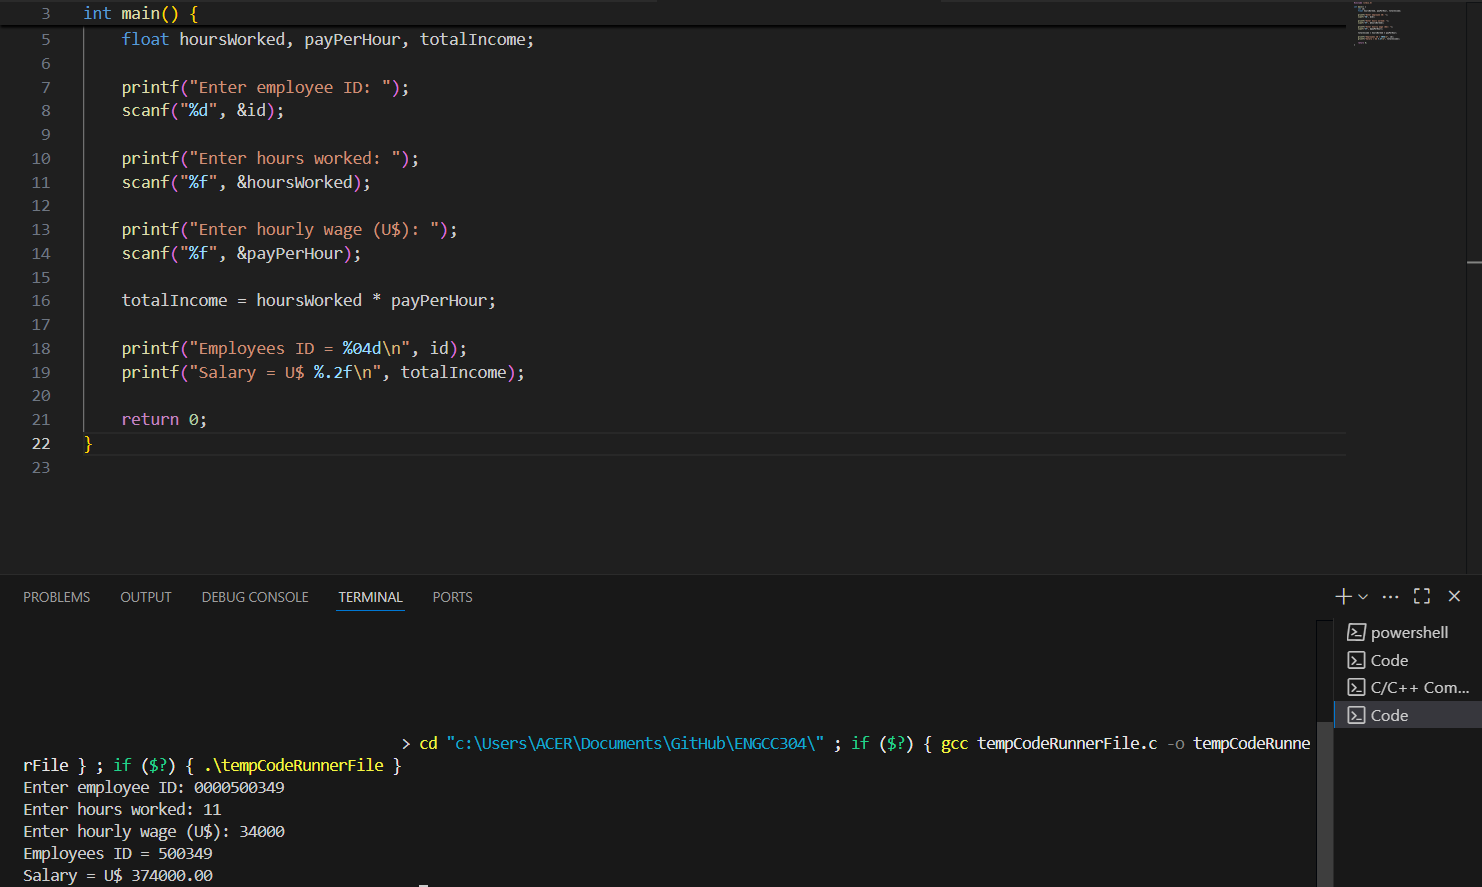 3 int main() {
5 float hoursWorked, payPerHour, totalIncome;
6
7 printf("Enter employee ID: ");
8 scanf("%d", &id);
9
10 printf("Enter hours worked: ");
11 scanf("%f", &hoursWorked);
12
13 printf("Enter hourly wage (U$): ");
14 scanf("%f", &payPerHour);
15
16 totalIncome = hoursWorked * payPerHour;
17
18 printf("Employees ID = %04d\n", id);
19 printf("Salary = U$ %.2f\n", totalIncome);
20
21 return 0;
22 }
23
PROBLEMS OUTPUT DEBUG CONSOLE TERMINAL PORTS
powershell
Code
C/C++ Com...
Code
> cd "c:\Users\ACER\Documents\GitHub\ENGCC304\" ; if ($?) { gcc tempCodeRunnerFile.c -o tempCodeRunne
rFile } ; if ($?) { .\tempCodeRunnerFile }
Enter employee ID: 0000500349
Enter hours worked: 11
Enter hourly wage (U$): 34000
Employees ID = 500349
Salary = U$ 374000.00